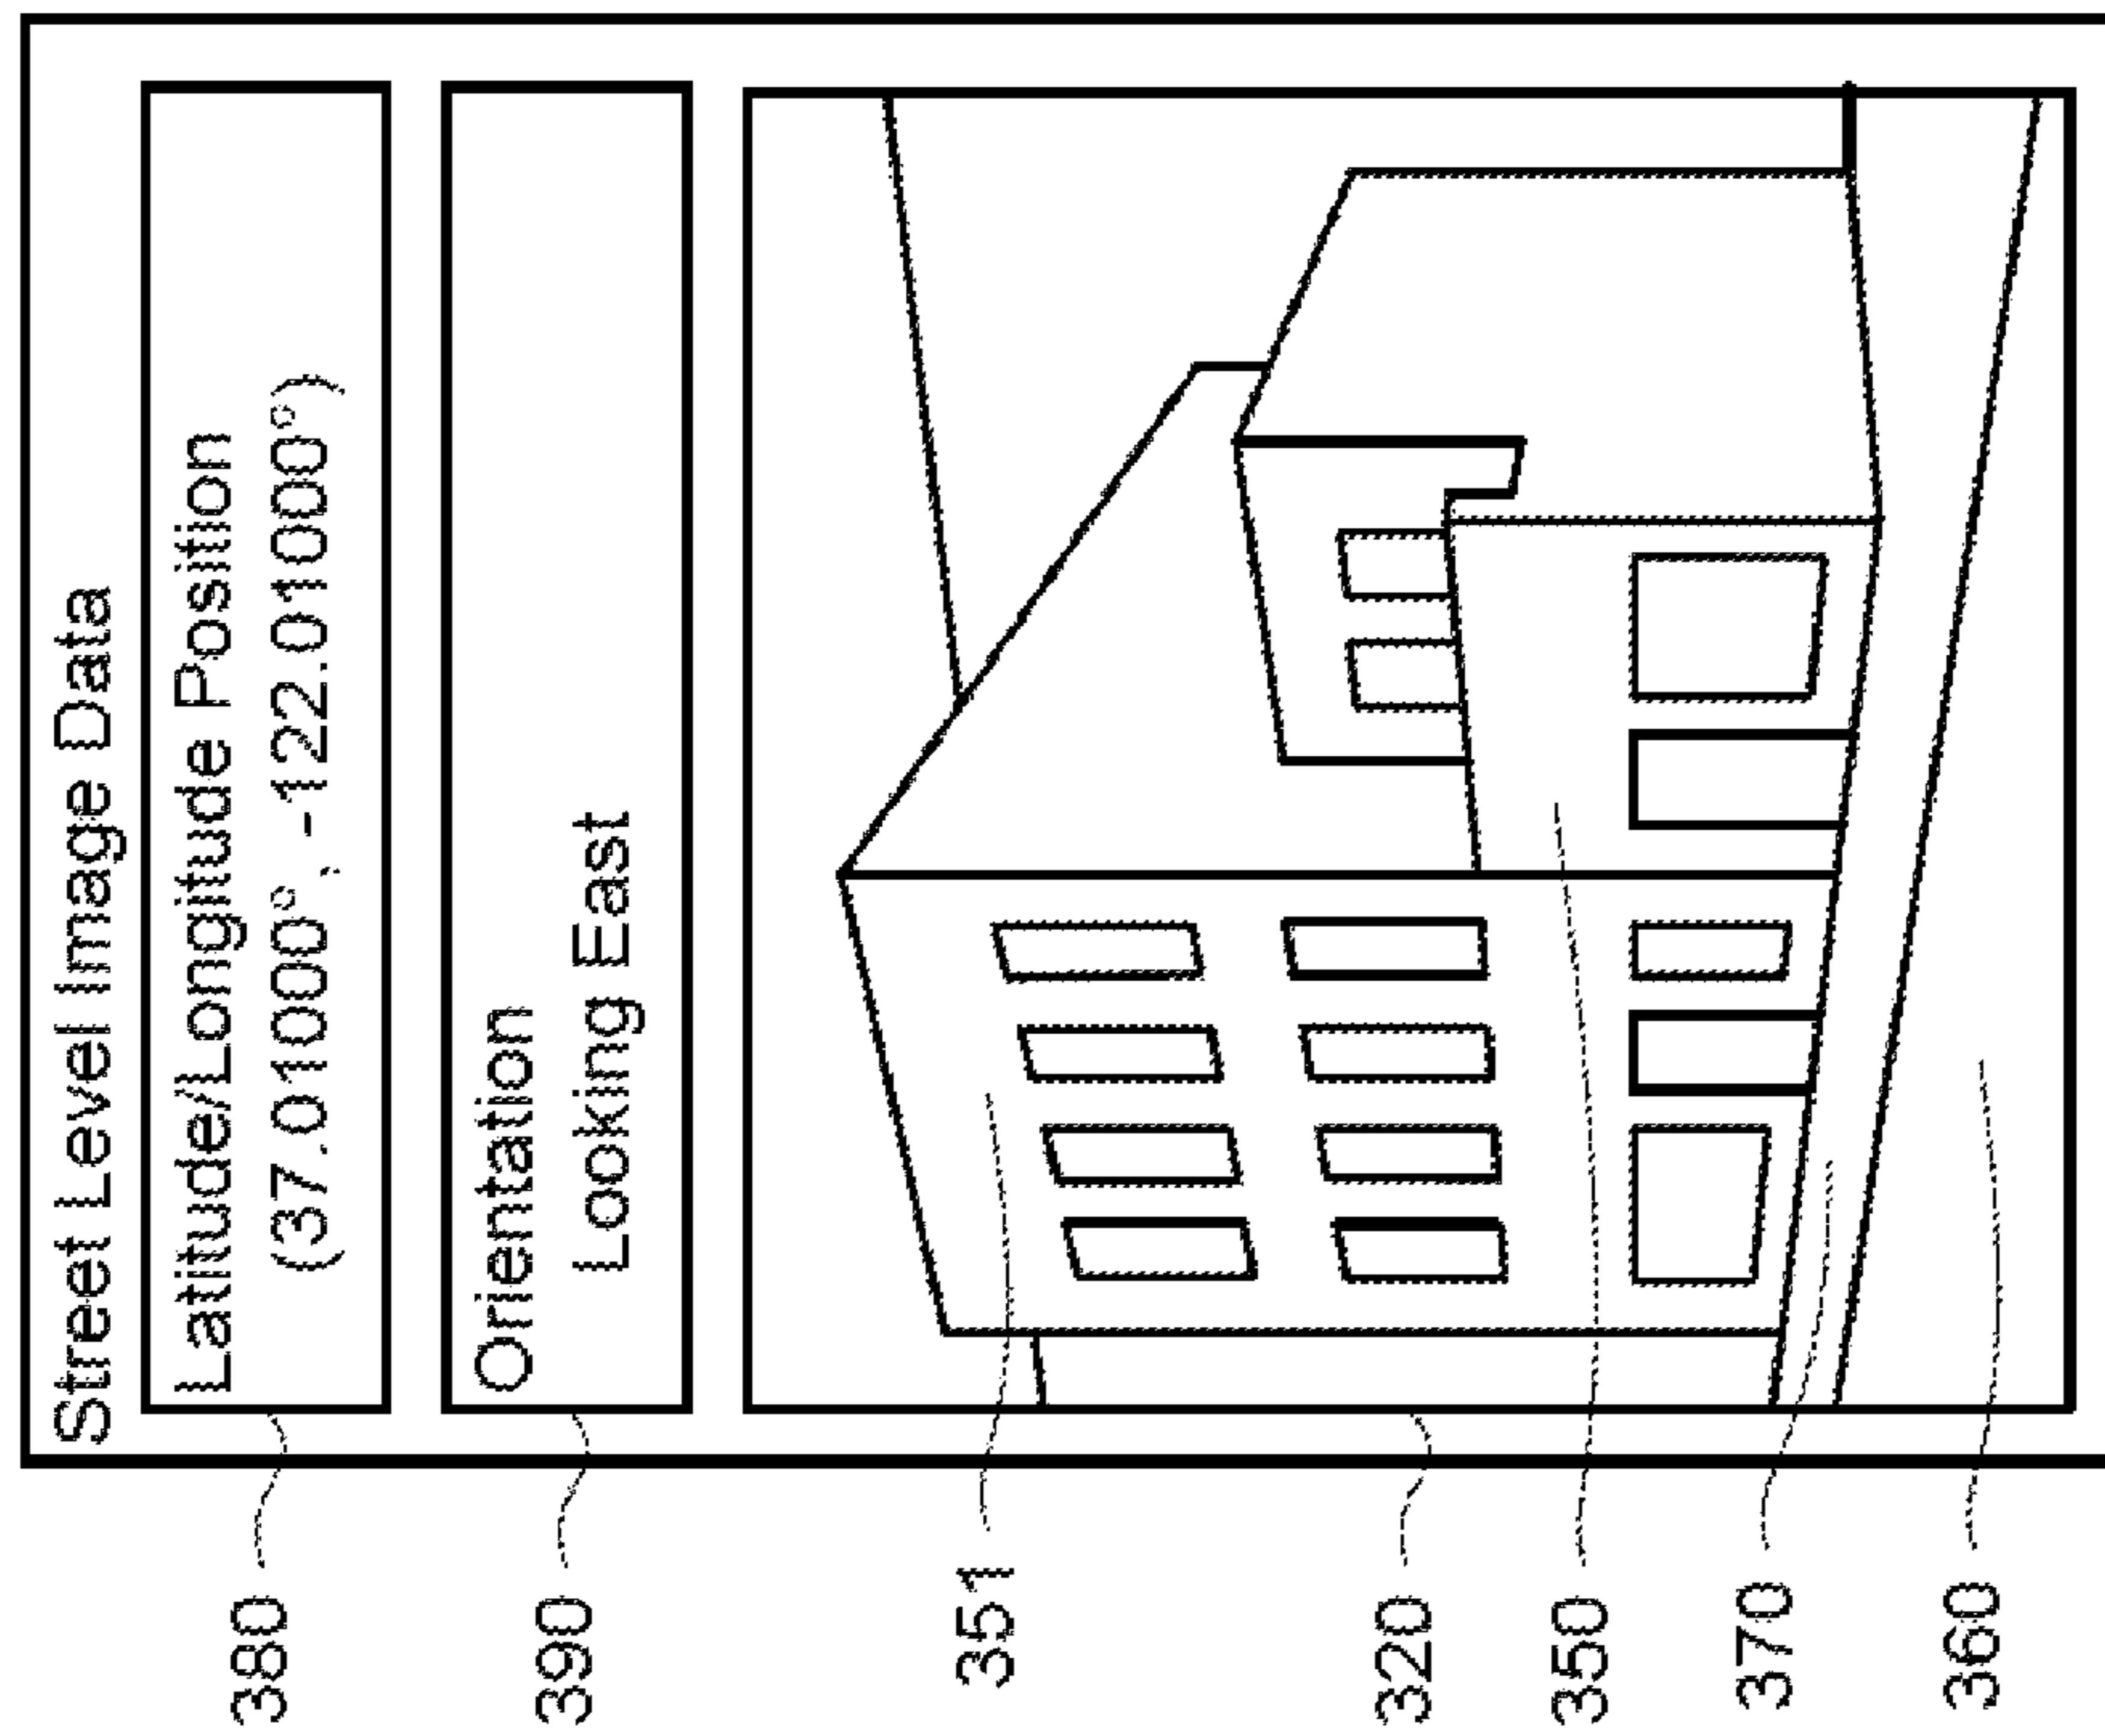 Street Level Image Data
Latitude/Longitude Position
(37.01000°, -122.01000°)
Orientation
Looking East
380
390
351
320
350
370
360